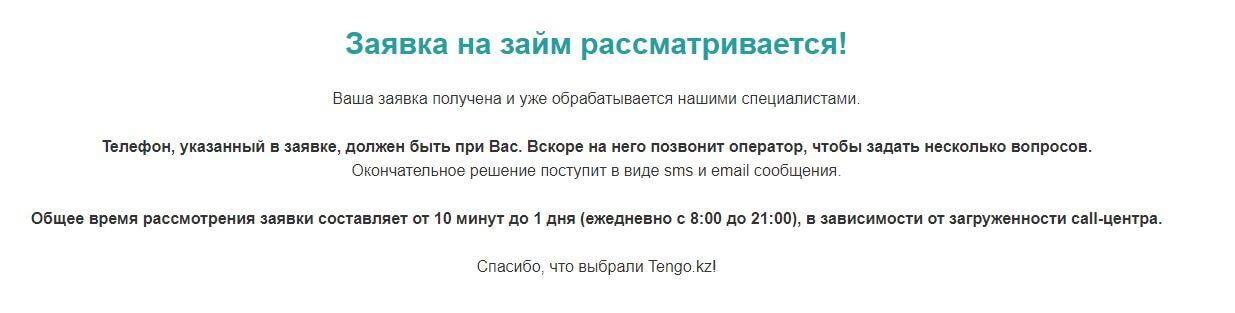 Заявка на займ рассматривается!
Ваша заявка получена и уже обрабатывается нашими специалистами.
Телефон, указанный в заявке, должен быть при Вас. Вскоре на него позвонит оператор, чтобы задать несколько вопросов.
Окончательное решение поступит в виде sms и email сообщения.
Общее время рассмотрения заявки составляет от 10 минут до 1 дня (ежедневно с 8:00 до 21:00), в зависимости от загруженности call-центра.
Спасибо, что выбрали Tengo.kz!